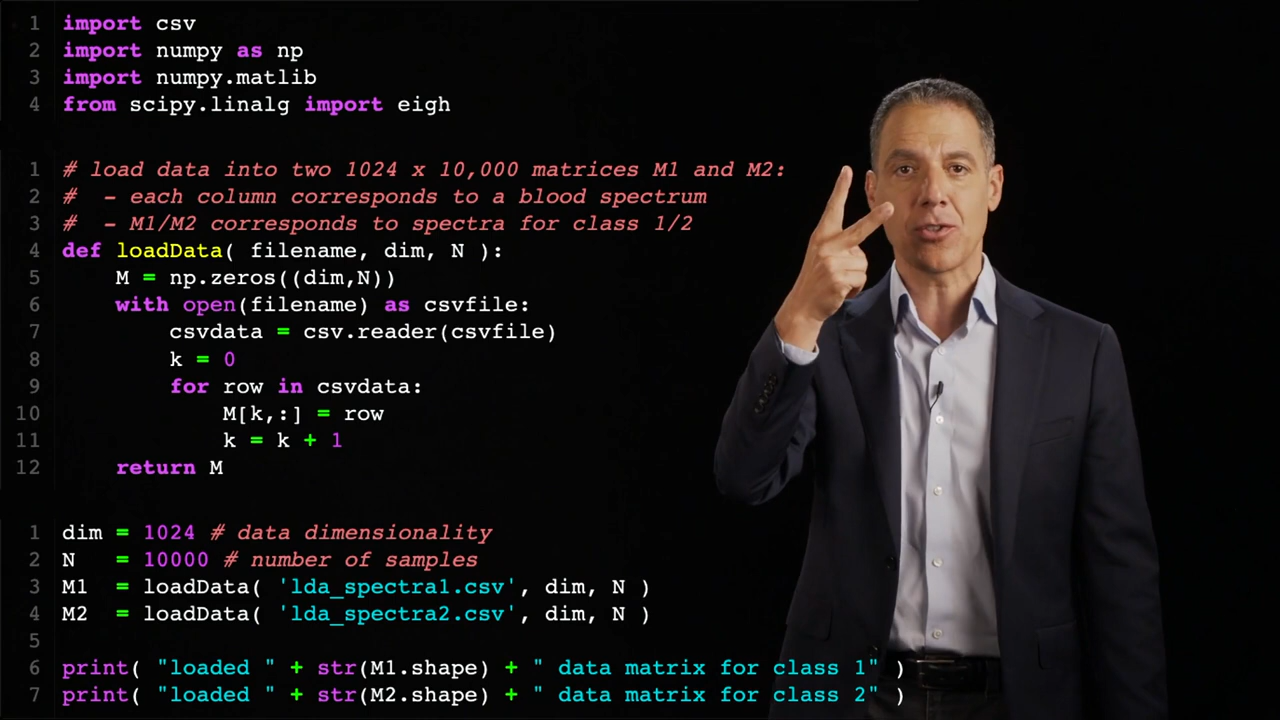 1 import csv
2 import numpy as np
3 import numpy.matlib
4 from scipy.linalg import eigh
1 # load data into two 1024 x 10,000 matrices M1 and M2:
2 #  - each column corresponds to a blood spectrum
3 #  - M1/M2 corresponds to spectra for class 1/2
4 def loadData( filename, dim, N ):
5     M = np.zeros((dim,N))
6     with open(filename) as csvfile:
7         csvdata = csv.reader(csvfile)
8         k = 0
9         for row in csvdata:
10             M[k,:] = row
11             k = k + 1
12     return M
1 dim = 1024 # data dimensionality
2 N   = 10000 # number of samples
3 M1  = loadData( 'lda_spectra1.csv', dim, N )
4 M2  = loadData( 'lda_spectra2.csv', dim, N )
5
6 print( "loaded " + str(M1.shape) + " data matrix for class 1" )
7 print( "loaded " + str(M2.shape) + " data matrix for class 2" )